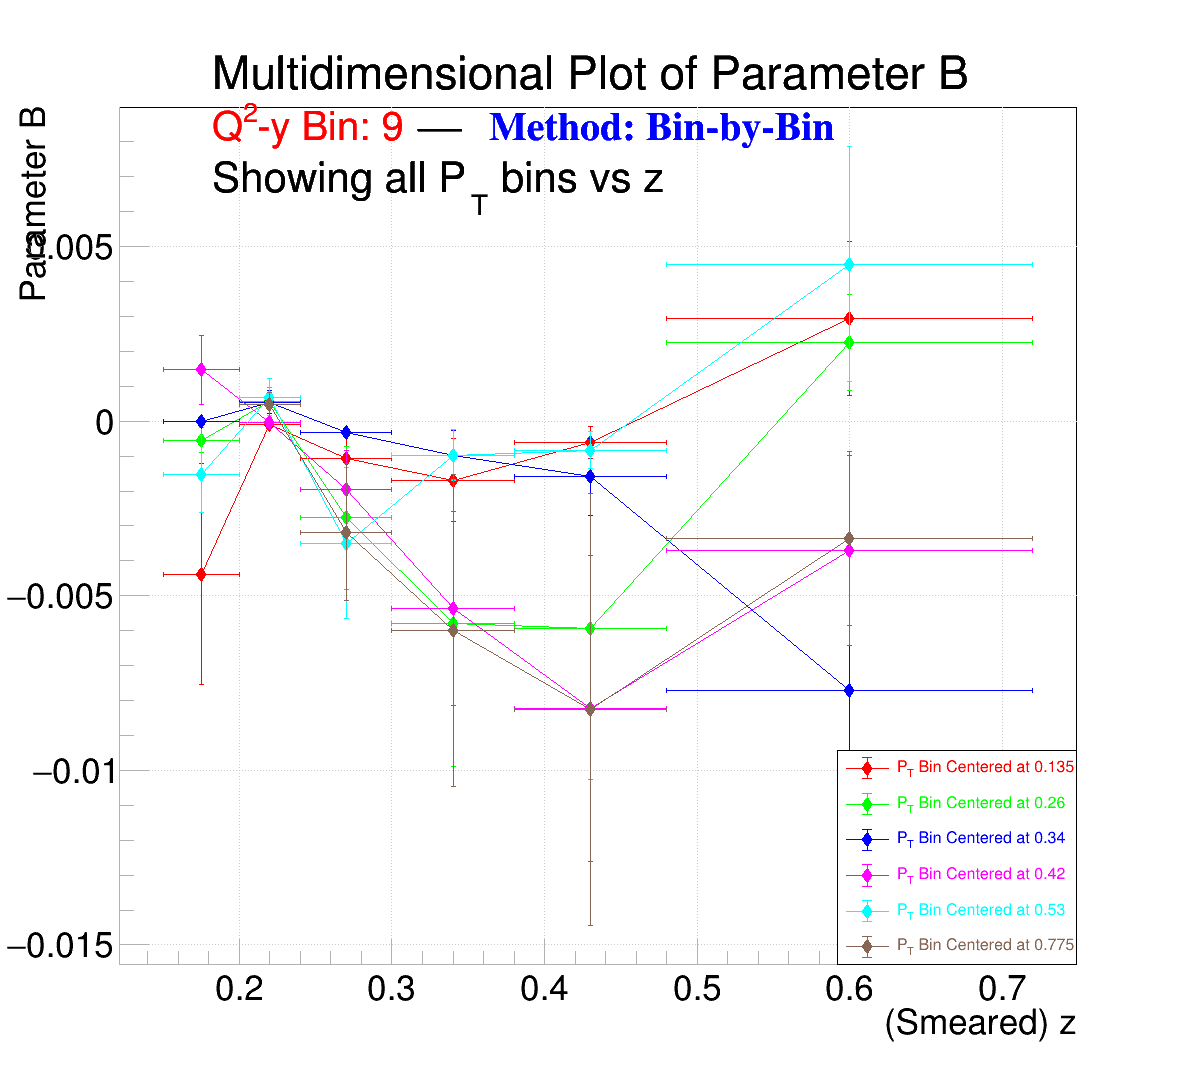 Multidimensional Plot of Parameter B
Q2-y Bin: 9 — Method: Bin-by-Bin
Showing all PT bins vs z
Parameter B
0.005
0
−0.005
−0.01
−0.015
0.2 0.3 0.4 0.5 0.6 0.7
(Smeared) z
PT Bin Centered at 0.135
PT Bin Centered at 0.26
PT Bin Centered at 0.34
PT Bin Centered at 0.42
PT Bin Centered at 0.53
PT Bin Centered at 0.775